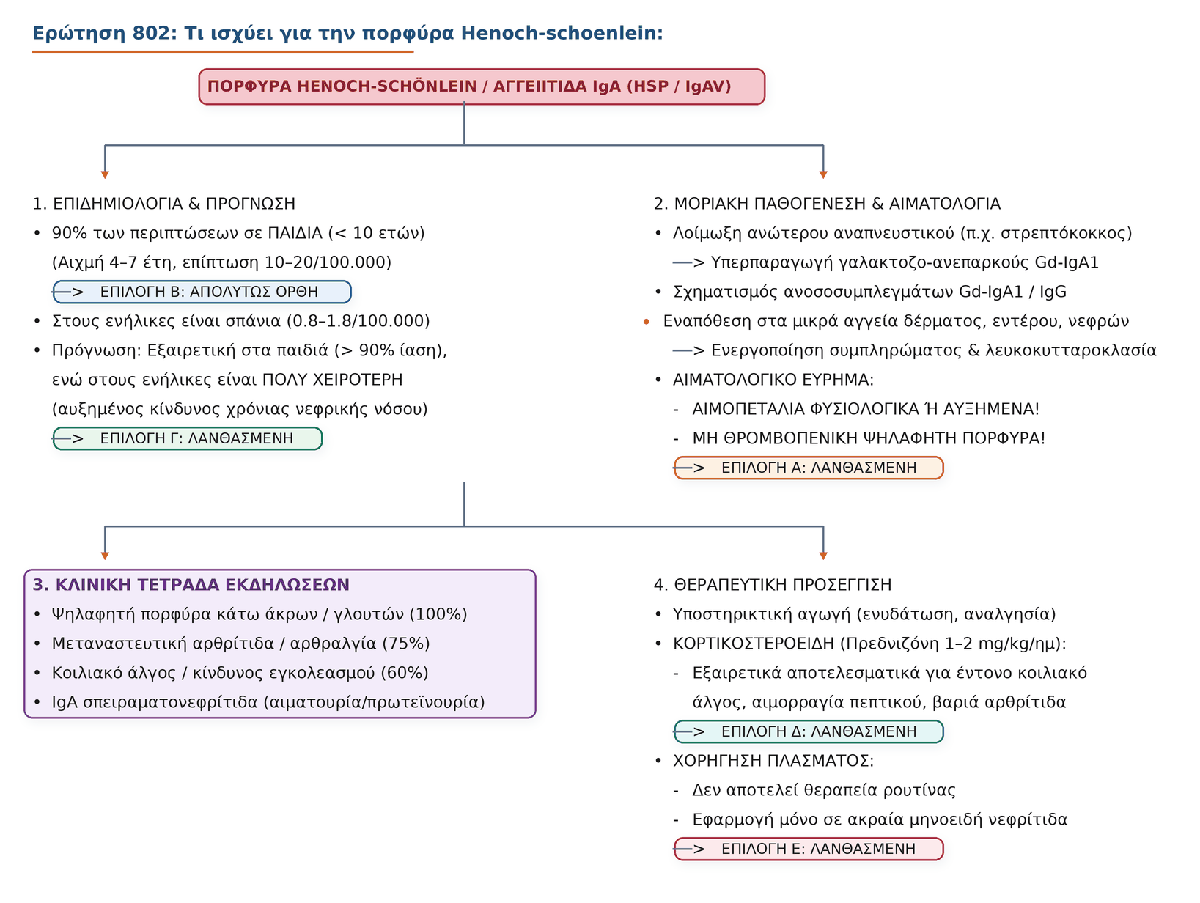 Ερώτηση 802: Τι ισχύει για την πορφύρα Henoch-schoenlein:
ΠΟΡΦΥΡΑ HENOCH-SCHÖNLEIN / ΑΓΓΕΙΙΤΙΔΑ IgA (HSP / IgAV)
1. ΕΠΙΔΗΜΙΟΛΟΓΙΑ & ΠΡΟΓΝΩΣΗ
• 90% των περιπτώσεων σε ΠΑΙΔΙΑ (< 10 ετών)
(Αιχμή 4–7 έτη, επίπτωση 10–20/100.000)
—> ΕΠΙΛΟΓΗ Β: ΑΠΟΛΥΤΩΣ ΟΡΘΗ
• Στους ενήλικες είναι σπάνια (0.8–1.8/100.000)
• Πρόγνωση: Εξαιρετική στα παιδιά (> 90% ίαση),
ενώ στους ενήλικες είναι ΠΟΛΥ ΧΕΙΡΟΤΕΡΗ
(αυξημένος κίνδυνος χρόνιας νεφρικής νόσου)
—> ΕΠΙΛΟΓΗ Γ: ΛΑΝΘΑΣΜΕΝΗ
2. ΜΟΡΙΑΚΗ ΠΑΘΟΓΕΝΕΣΗ & ΑΙΜΑΤΟΛΟΓΙΑ
• Λοίμωξη ανώτερου αναπνευστικού (π.χ. στρεπτόκοκκος)
—> Υπερπαραγωγή γαλακτοζο-ανεπαρκούς Gd-IgA1
• Σχηματισμός ανοσοσυμπλεγμάτων Gd-IgA1 / IgG
• Εναπόθεση στα μικρά αγγεία δέρματος, εντέρου, νεφρών
—> Ενεργοποίηση συμπληρώματος & λευκοκυτταροκλασία
• ΑΙΜΑΤΟΛΟΓΙΚΟ ΕΥΡΗΜΑ:
- ΑΙΜΟΠΕΤΑΛΙΑ ΦΥΣΙΟΛΟΓΙΚΑ Ή ΑΥΞΗΜΕΝΑ!
- ΜΗ ΘΡΟΜΒΟΠΕΝΙΚΗ ΨΗΛΑΦΗΤΗ ΠΟΡΦΥΡΑ!
—> ΕΠΙΛΟΓΗ Α: ΛΑΝΘΑΣΜΕΝΗ
3. ΚΛΙΝΙΚΗ ΤΕΤΡΑΔΑ ΕΚΔΗΛΩΣΕΩΝ
• Ψηλαφητή πορφύρα κάτω άκρων / γλουτών (100%)
• Μεταναστευτική αρθρίτιδα / αρθραλγία (75%)
• Κοιλιακό άλγος / κίνδυνος εγκολεασμού (60%)
• IgA σπειραματονεφρίτιδα (αιματουρία/πρωτεϊνουρία)
4. ΘΕΡΑΠΕΥΤΙΚΗ ΠΡΟΣΕΓΓΙΣΗ
• Υποστηρικτική αγωγή (ενυδάτωση, αναλγησία)
• ΚΟΡΤΙΚΟΣΤΕΡΟΕΙΔΗ (Πρεδνιζόνη 1–2 mg/kg/ημ):
- Εξαιρετικά αποτελεσματικά για έντονο κοιλιακό
άλγος, αιμορραγία πεπτικού, βαριά αρθρίτιδα
—> ΕΠΙΛΟΓΗ Δ: ΛΑΝΘΑΣΜΕΝΗ
• ΧΟΡΗΓΗΣΗ ΠΛΑΣΜΑΤΟΣ:
- Δεν αποτελεί θεραπεία ρουτίνας
- Εφαρμογή μόνο σε ακραία μηνοειδή νεφρίτιδα
—> ΕΠΙΛΟΓΗ Ε: ΛΑΝΘΑΣΜΕΝΗ